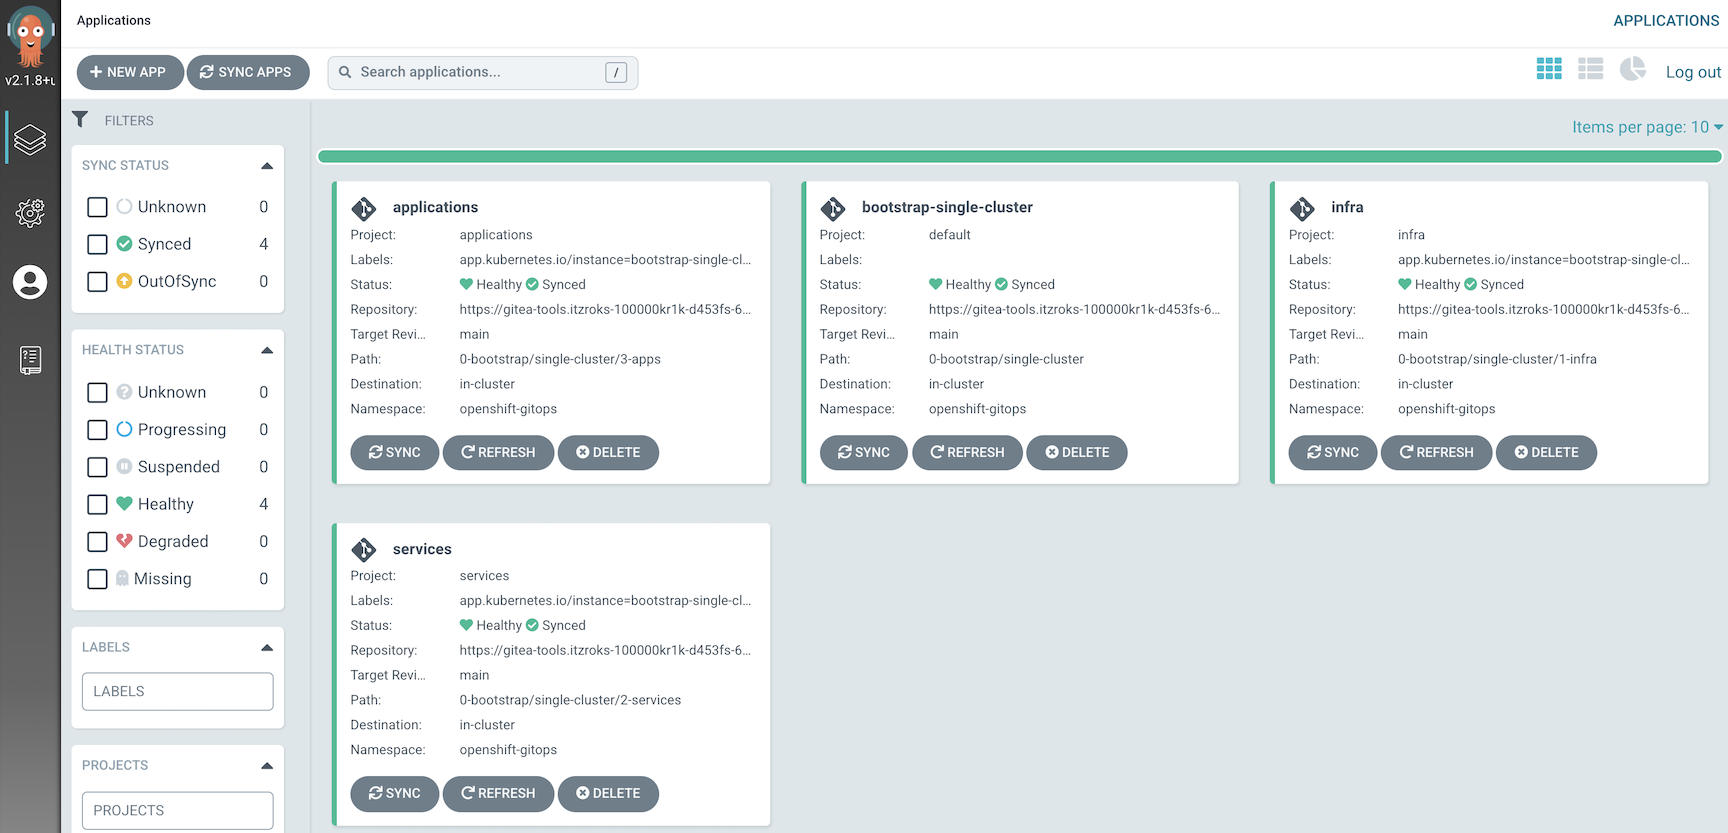 Applications
APPLICATIONS
v2.1.8+u
NEW APP
SYNC APPS
Search applications...
/
Log out
FILTERS
Items per page: 10
SYNC STATUS
Unknown 0
Synced 4
OutOfSync 0
HEALTH STATUS
Unknown 0
Progressing 0
Suspended 0
Healthy 4
Degraded 0
Missing 0
LABELS
LABELS
PROJECTS
PROJECTS
applications
Project: applications
Labels: app.kubernetes.io/instance=bootstrap-single-cl...
Status: Healthy Synced
Repository: https://gitea-tools.itzroks-100000kr1k-d453fs-6...
Target Revi... main
Path: 0-bootstrap/single-cluster/3-apps
Destination: in-cluster
Namespace: openshift-gitops
SYNC REFRESH DELETE
bootstrap-single-cluster
Project: default
Labels:
Status: Healthy Synced
Repository: https://gitea-tools.itzroks-100000kr1k-d453fs-6...
Target Revi... main
Path: 0-bootstrap/single-cluster
Destination: in-cluster
Namespace: openshift-gitops
SYNC REFRESH DELETE
infra
Project: infra
Labels: app.kubernetes.io/instance=bootstrap-single-cl...
Status: Healthy Synced
Repository: https://gitea-tools.itzroks-100000kr1k-d453fs-6...
Target Revi... main
Path: 0-bootstrap/single-cluster/1-infra
Destination: in-cluster
Namespace: openshift-gitops
SYNC REFRESH DELETE
services
Project: services
Labels: app.kubernetes.io/instance=bootstrap-single-cl...
Status: Healthy Synced
Repository: https://gitea-tools.itzroks-100000kr1k-d453fs-6...
Target Revi... main
Path: 0-bootstrap/single-cluster/2-services
Destination: in-cluster
Namespace: openshift-gitops
SYNC REFRESH DELETE